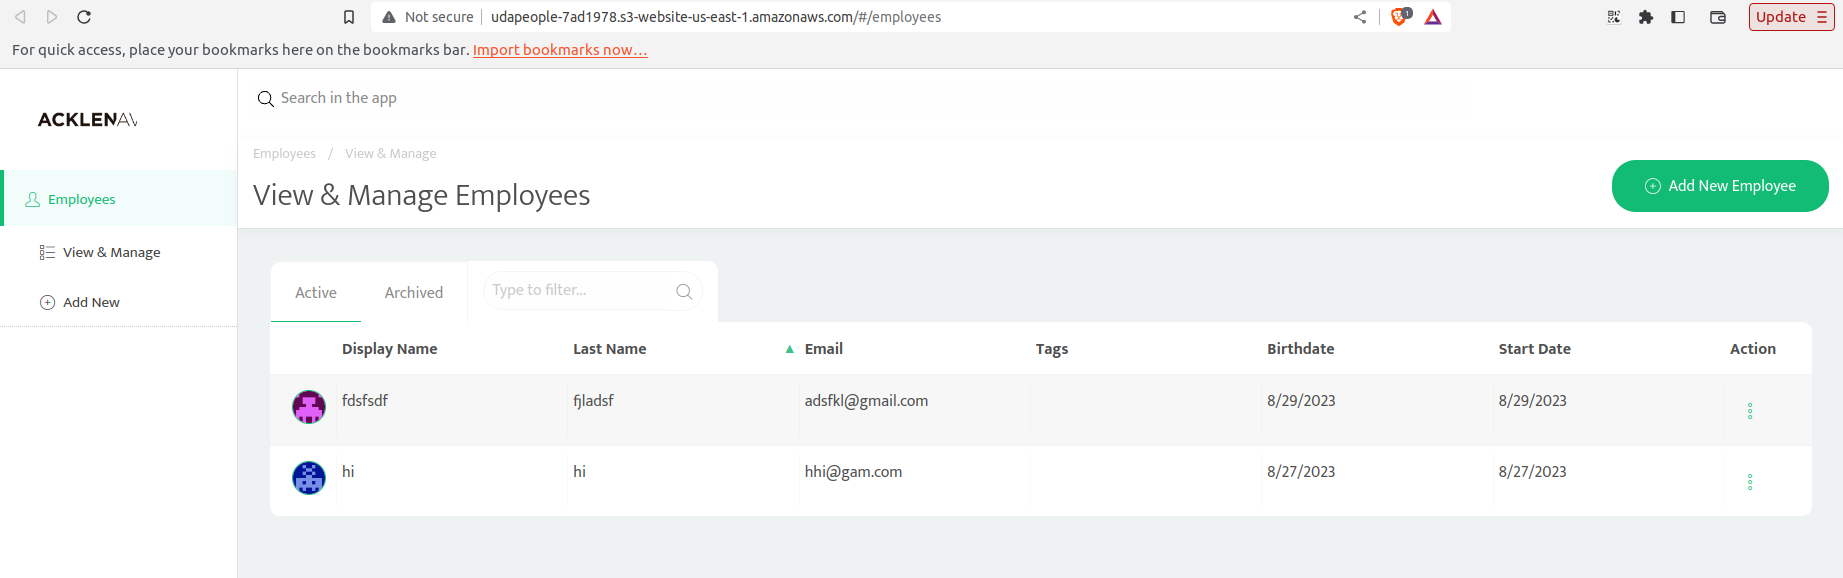 Not secure udapeople-7ad1978.s3-website-us-east-1.amazonaws.com/#/employees 1 Update
For quick access, place your bookmarks here on the bookmarks bar. Import bookmarks now...
ACKLENAV
Search in the app
Employees / View & Manage
View & Manage Employees
Add New Employee
Employees
View & Manage
Add New
Active Archived Type to filter...
Display Name Last Name Email Tags Birthdate Start Date Action
fdsfsdf fjladsf adsfkl@gmail.com 8/29/2023 8/29/2023
hi hi hhi@gam.com 8/27/2023 8/27/2023